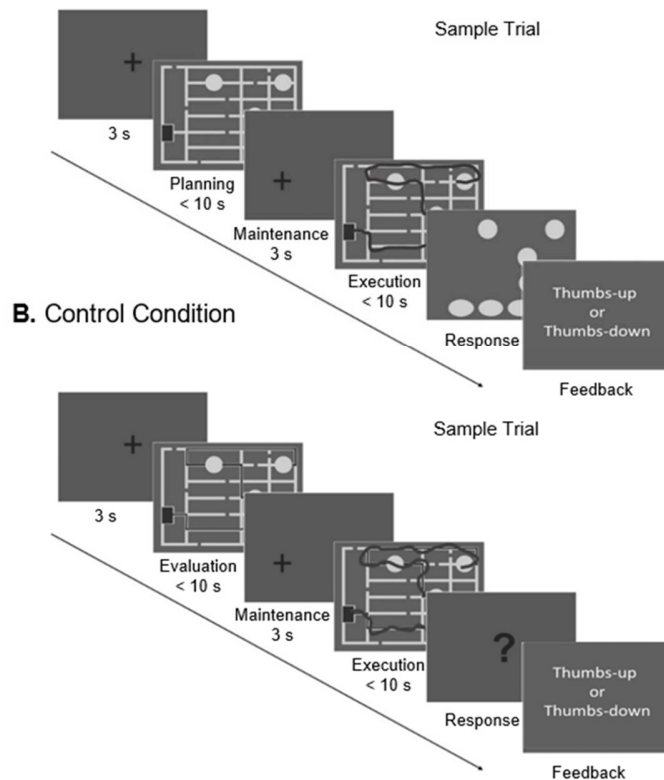 Sample Trial
+
3 s
Planning
< 10 s
+
Maintenance
3 s
Execution
< 10 s
Response
Thumbs-up
or
Thumbs-down
Feedback
B. Control Condition
Sample Trial
+
3 s
Evaluation
< 10 s
+
Maintenance
3 s
Execution
< 10 s
?
Response
Thumbs-up
or
Thumbs-down
Feedback